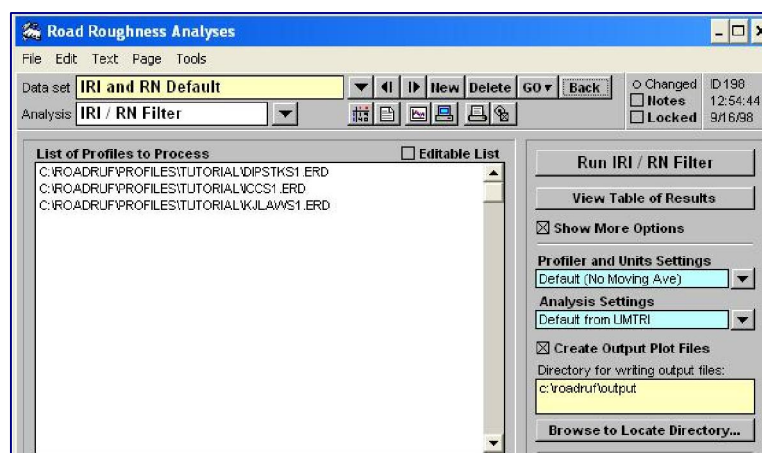 Road Roughness Analyses
File Edit Text Page Tools
Data set IRI and RN Default New Delete GO Back Changed ID 198
Notes 12:54:44
Analysis IRI / RN Filter Locked 9/16/98
List of Profiles to Process Editable List
C:\ROADRUF\PROFILES\TUTORIAL\DIPSTKS1.ERD
C:\ROADRUF\PROFILES\TUTORIAL\ICCS1.ERD
C:\ROADRUF\PROFILES\TUTORIAL\KJLAWS1.ERD
Run IRI / RN Filter
View Table of Results
Show More Options
Profiler and Units Settings
Default (No Moving Ave)
Analysis Settings
Default from UMTRI
Create Output Plot Files
Directory for writing output files:
c:\roadruf\output
Browse to Locate Directory...